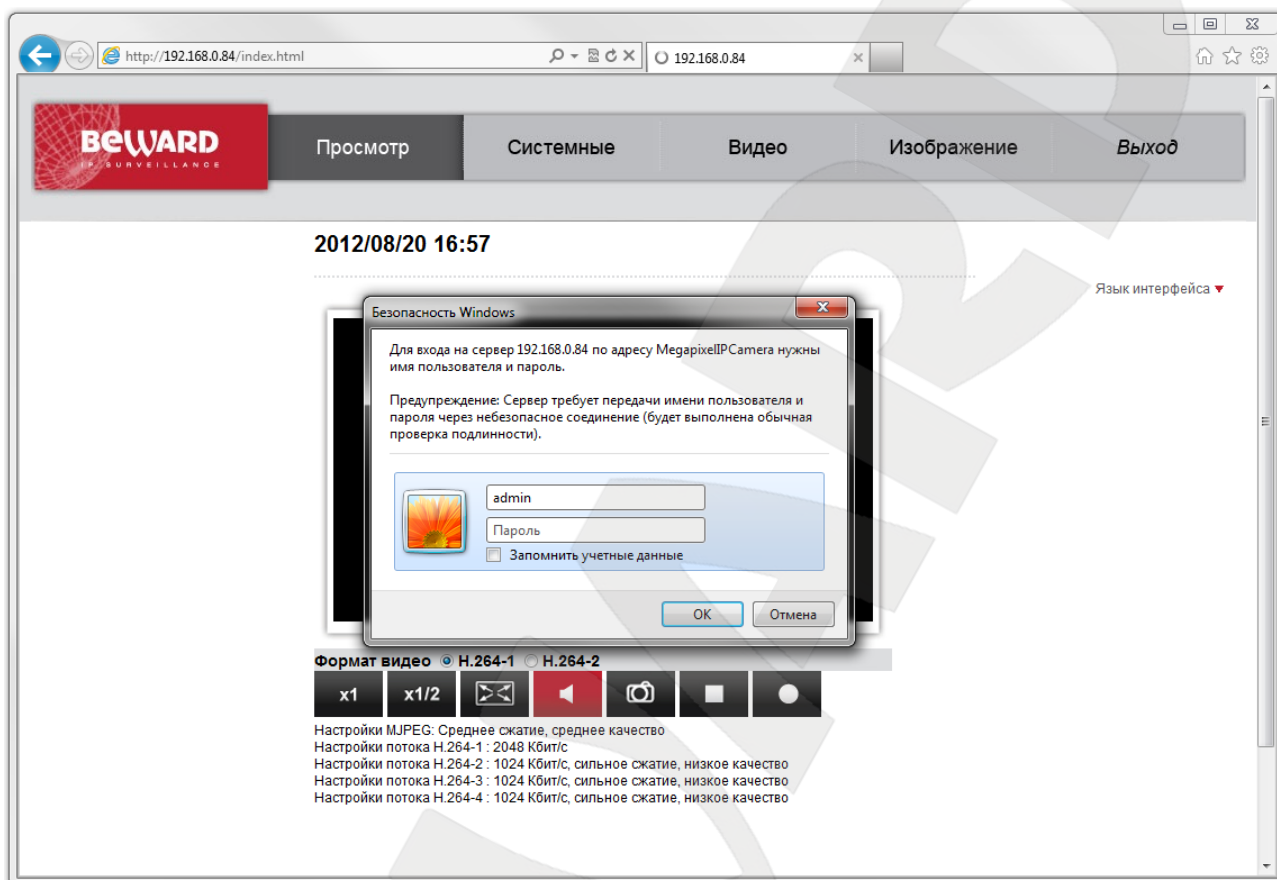 http://192.168.0.84/index.html
192.168.0.84
BEWARD
IP SURVEILLANCE
Просмотр
Системные
Видео
Изображение
Выход
2012/08/20 16:57
Язык интерфейса
Безопасность Windows
Для входа на сервер 192.168.0.84 по адресу MegapixelIPCamera нужны
имя пользователя и пароль.
Предупреждение: Сервер требует передачи имени пользователя и
пароля через небезопасное соединение (будет выполнена обычная
проверка подлинности).
admin
Пароль
Запомнить учетные данные
ОК
Отмена
Формат видео H.264-1 H.264-2
x1
x1/2
Настройки MJPEG: Среднее сжатие, среднее качество
Настройки потока H.264-1 : 2048 Кбит/с
Настройки потока H.264-2 : 1024 Кбит/с, сильное сжатие, низкое качество
Настройки потока H.264-3 : 1024 Кбит/с, сильное сжатие, низкое качество
Настройки потока H.264-4 : 1024 Кбит/с, сильное сжатие, низкое качество